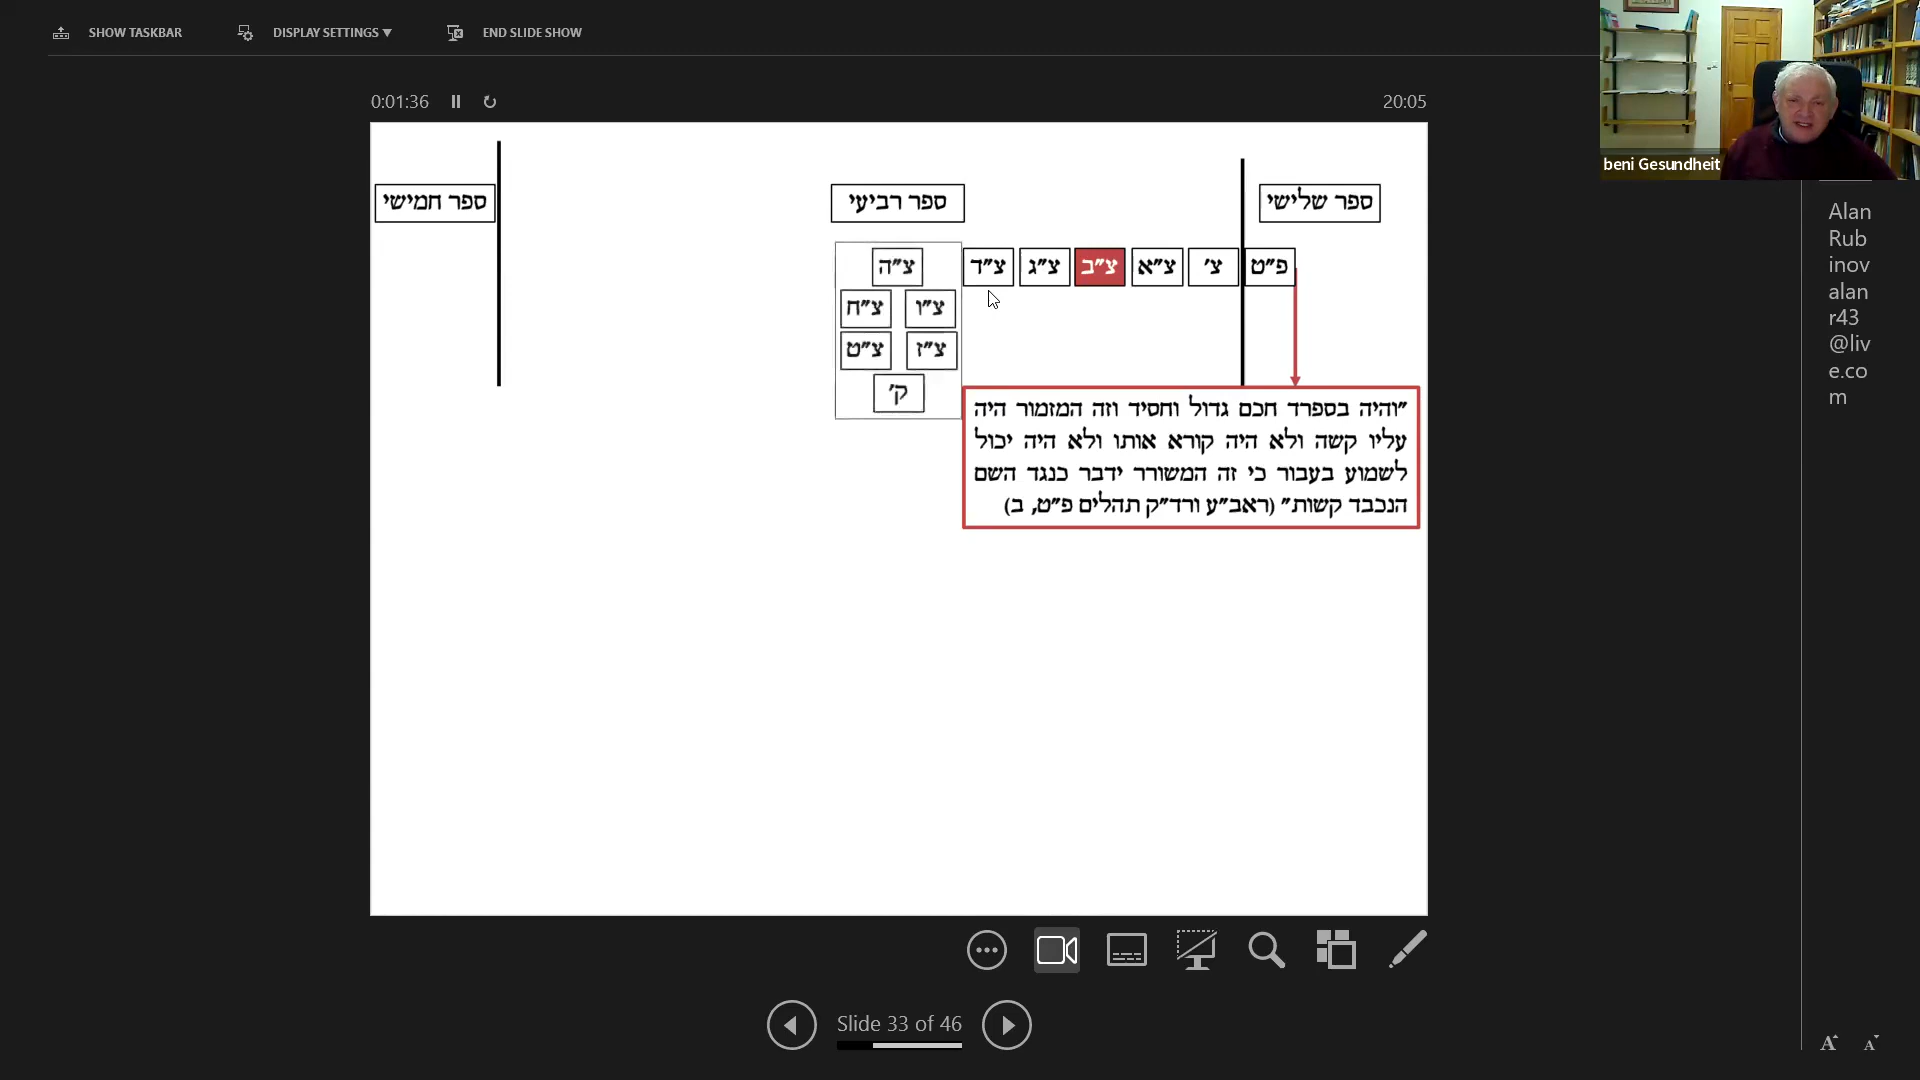 SHOW TASKBAR DISPLAY SETTINGS ▼ END SLIDE SHOW
beni Gesundheit
0:01:36 20:05
ספר שלישי ספר רביעי ספר חמישי
פ"ט צ' צ"א צ"ב צ"ג צ"ד צ"ה
צ"ו צ"ח
צ"ז צ"ט
ק'
"והיה בספרד חכם גדול וחסיד וזה המזמור היה
עליו קשה ולא היה קורא אותו ולא היה יכול
לשמוע בעבור כי זה המשורר ידבר כנגד השם
הנכבד קשות" (ראב"ע ורד"ק תהלים פ"ט, ב)
Alan
Rub
inov
alan
r43
@liv
e.co
m
Slide 33 of 46
A A